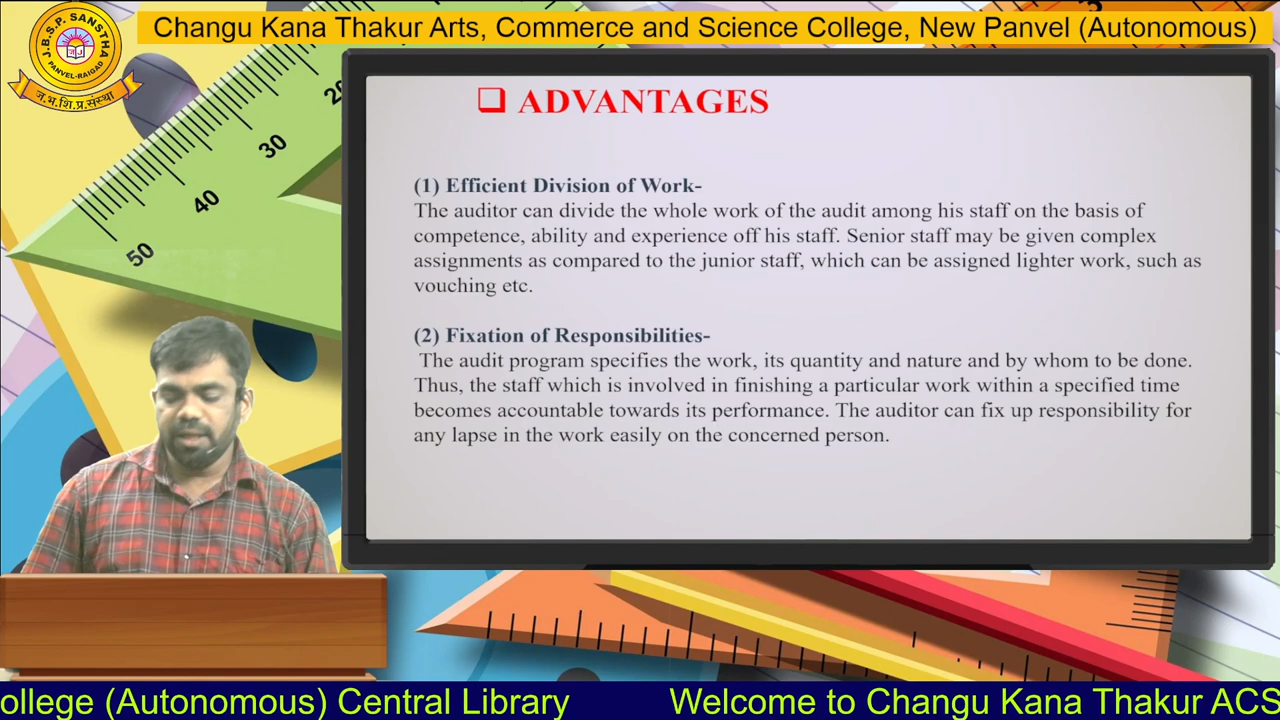 Changu Kana Thakur Arts, Commerce and Science College, New Panvel (Autonomous)
J.B.S.P. SANSTHA
PANVEL-RAIGAD
ज.भ.शि.प्र.संस्था
❑ ADVANTAGES
(1) Efficient Division of Work-
The auditor can divide the whole work of the audit among his staff on the basis of
competence, ability and experience off his staff. Senior staff may be given complex
assignments as compared to the junior staff, which can be assigned lighter work, such as
vouching etc.
(2) Fixation of Responsibilities-
The audit program specifies the work, its quantity and nature and by whom to be done.
Thus, the staff which is involved in finishing a particular work within a specified time
becomes accountable towards its performance. The auditor can fix up responsibility for
any lapse in the work easily on the concerned person.
20
30
40
50
ollege (Autonomous) Central Library Welcome to Changu Kana Thakur ACS